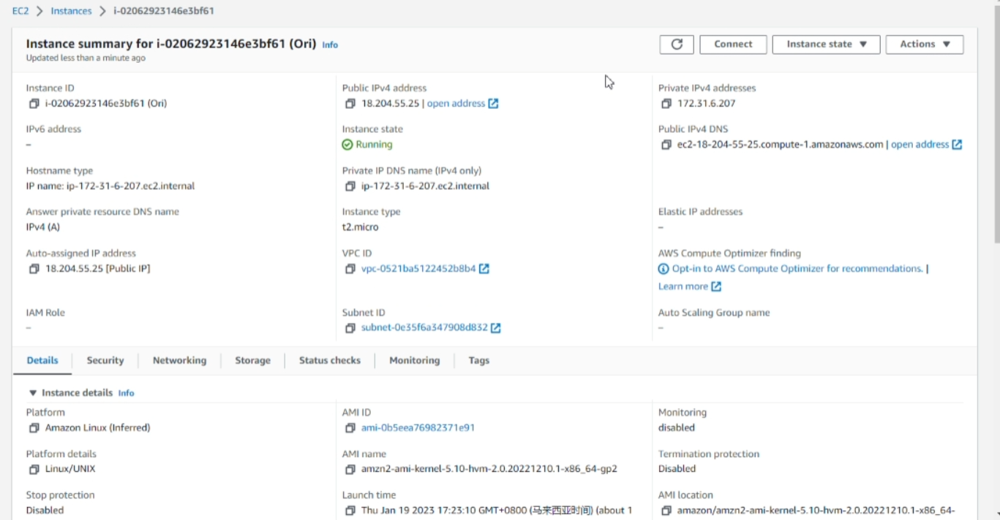 EC2 > Instances > i-02062923146e3bf61
Instance summary for i-02062923146e3bf61 (Ori) Info
Updated less than a minute ago
Connect
Instance state ▼
Actions ▼
Instance ID
i-02062923146e3bf61 (Ori)
Public IPv4 address
18.204.55.25 | open address
Private IPv4 addresses
172.31.6.207
IPv6 address
–
Instance state
Running
Public IPv4 DNS
ec2-18-204-55-25.compute-1.amazonaws.com | open address
Hostname type
IP name: ip-172-31-6-207.ec2.internal
Private IP DNS name (IPv4 only)
ip-172-31-6-207.ec2.internal
Answer private resource DNS name
IPv4 (A)
Instance type
t2.micro
Elastic IP addresses
–
Auto-assigned IP address
18.204.55.25 [Public IP]
VPC ID
vpc-0521ba5122452b8b4
AWS Compute Optimizer finding
Opt-in to AWS Compute Optimizer for recommendations. |
Learn more
IAM Role
–
Subnet ID
subnet-0e35f6a347908d832
Auto Scaling Group name
–
Details
Security
Networking
Storage
Status checks
Monitoring
Tags
▼ Instance details Info
Platform
Amazon Linux (Inferred)
AMI ID
ami-0b5eea76982371e91
Monitoring
disabled
Platform details
Linux/UNIX
AMI name
amzn2-ami-kernel-5.10-hvm-2.0.20221210.1-x86_64-gp2
Termination protection
Disabled
Stop protection
Disabled
Launch time
Thu Jan 19 2023 17:23:10 GMT+0800 (马来西亚时间) (about 1
AMI location
amazon/amzn2-ami-kernel-5.10-hvm-2.0.20221210.1-x86_64-